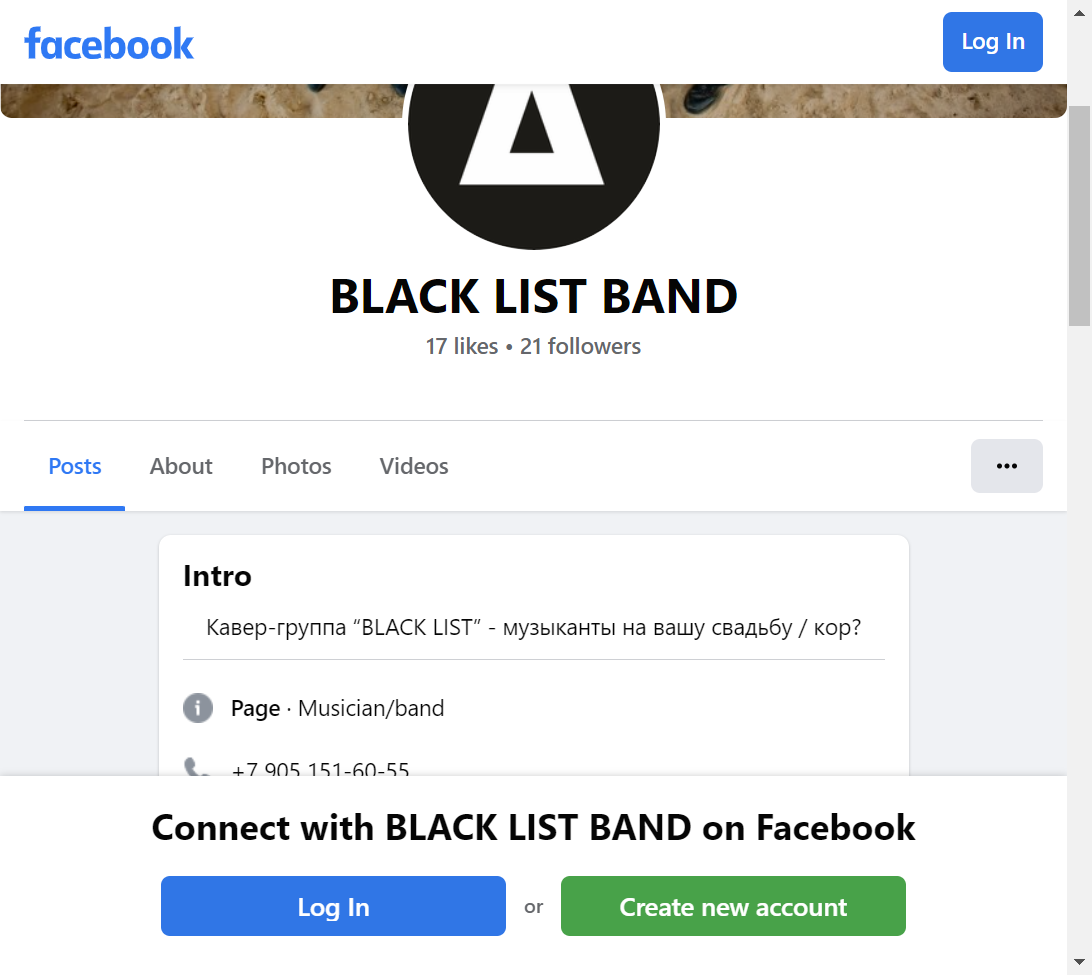 facebook
Log In
BLACK LIST BAND
17 likes • 21 followers
Posts About Photos Videos
Intro
Кавер-группа “BLACK LIST” - музыканты на вашу свадьбу / кор?
Page · Musician/band
+7 905 151-60-55
Connect with BLACK LIST BAND on Facebook
Log In or Create new account